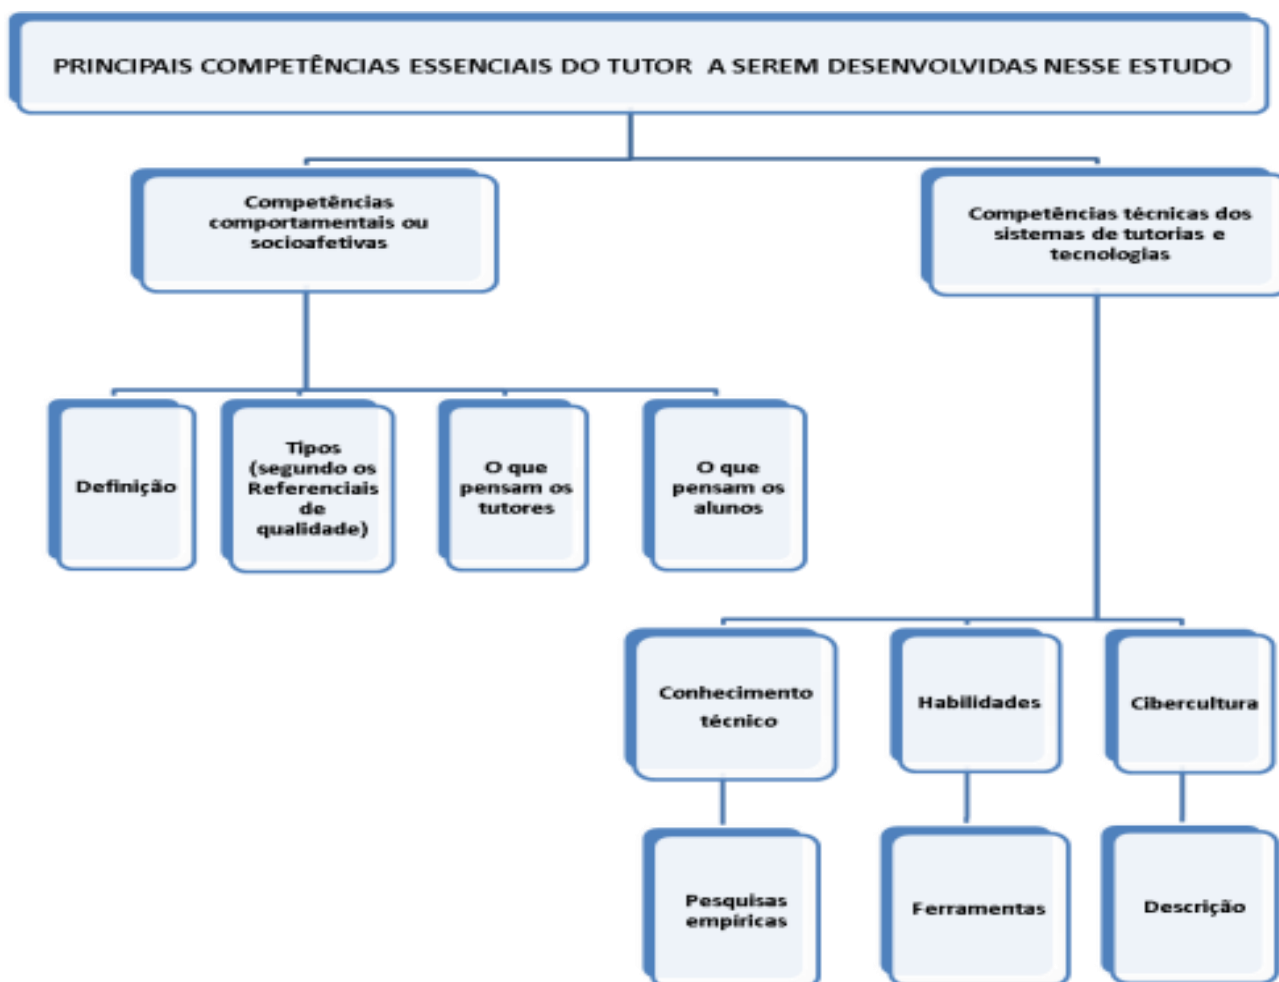 PRINCIPAIS COMPETÊNCIAS ESSENCIAIS DO TUTOR A SEREM DESENVOLVIDAS NESSE ESTUDO
Competências
comportamentais ou
socioafetivas
Competências técnicas dos
sistemas de tutorias e
tecnologias
Definição
Tipos
(segundo os
Referenciais
de
qualidade)
O que
pensam os
tutores
O que
pensam os
alunos
Conhecimento
técnico
Habilidades
Cibercultura
Pesquisas
empíricas
Ferramentas
Descrição